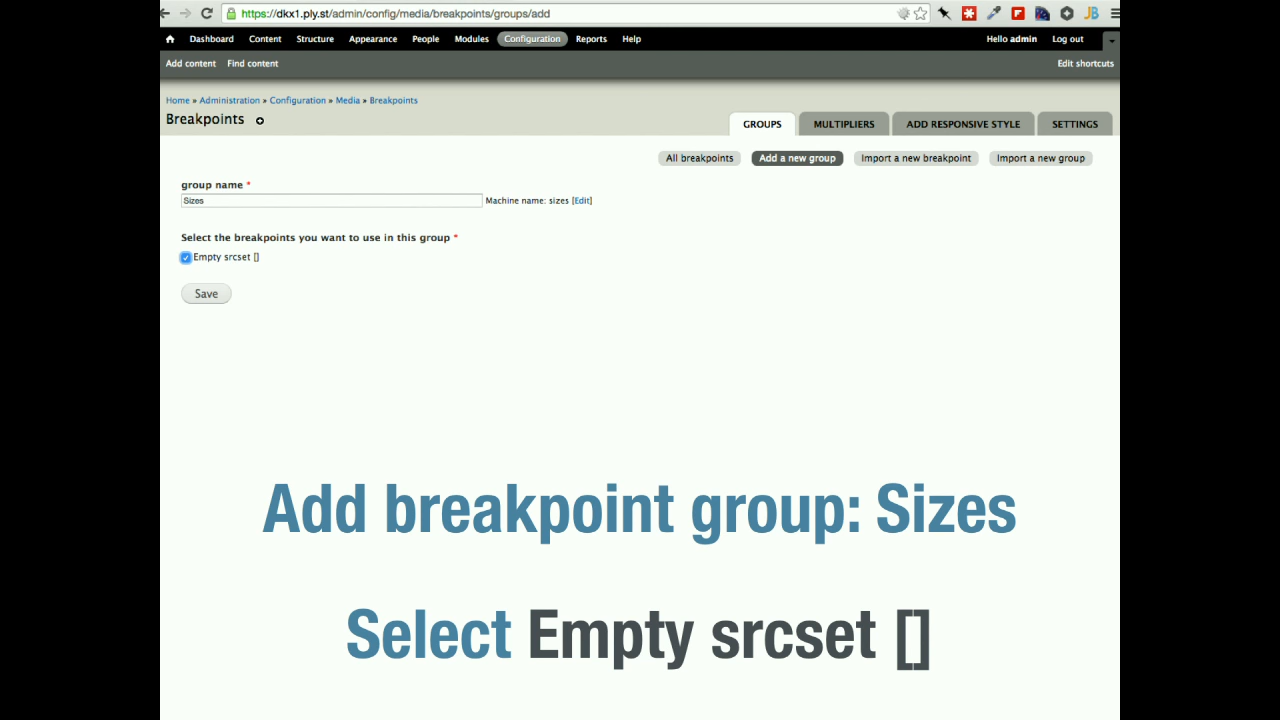 https://dkx1.ply.st/admin/config/media/breakpoints/groups/add
Dashboard Content Structure Appearance People Modules Configuration Reports Help Hello admin Log out
Add content Find content Edit shortcuts
Home » Administration » Configuration » Media » Breakpoints
Breakpoints
GROUPS MULTIPLIERS ADD RESPONSIVE STYLE SETTINGS
All breakpoints Add a new group Import a new breakpoint Import a new group
group name *
Sizes Machine name: sizes [Edit]
Select the breakpoints you want to use in this group *
Empty srcset []
Save
Add breakpoint group: Sizes
Select Empty srcset []